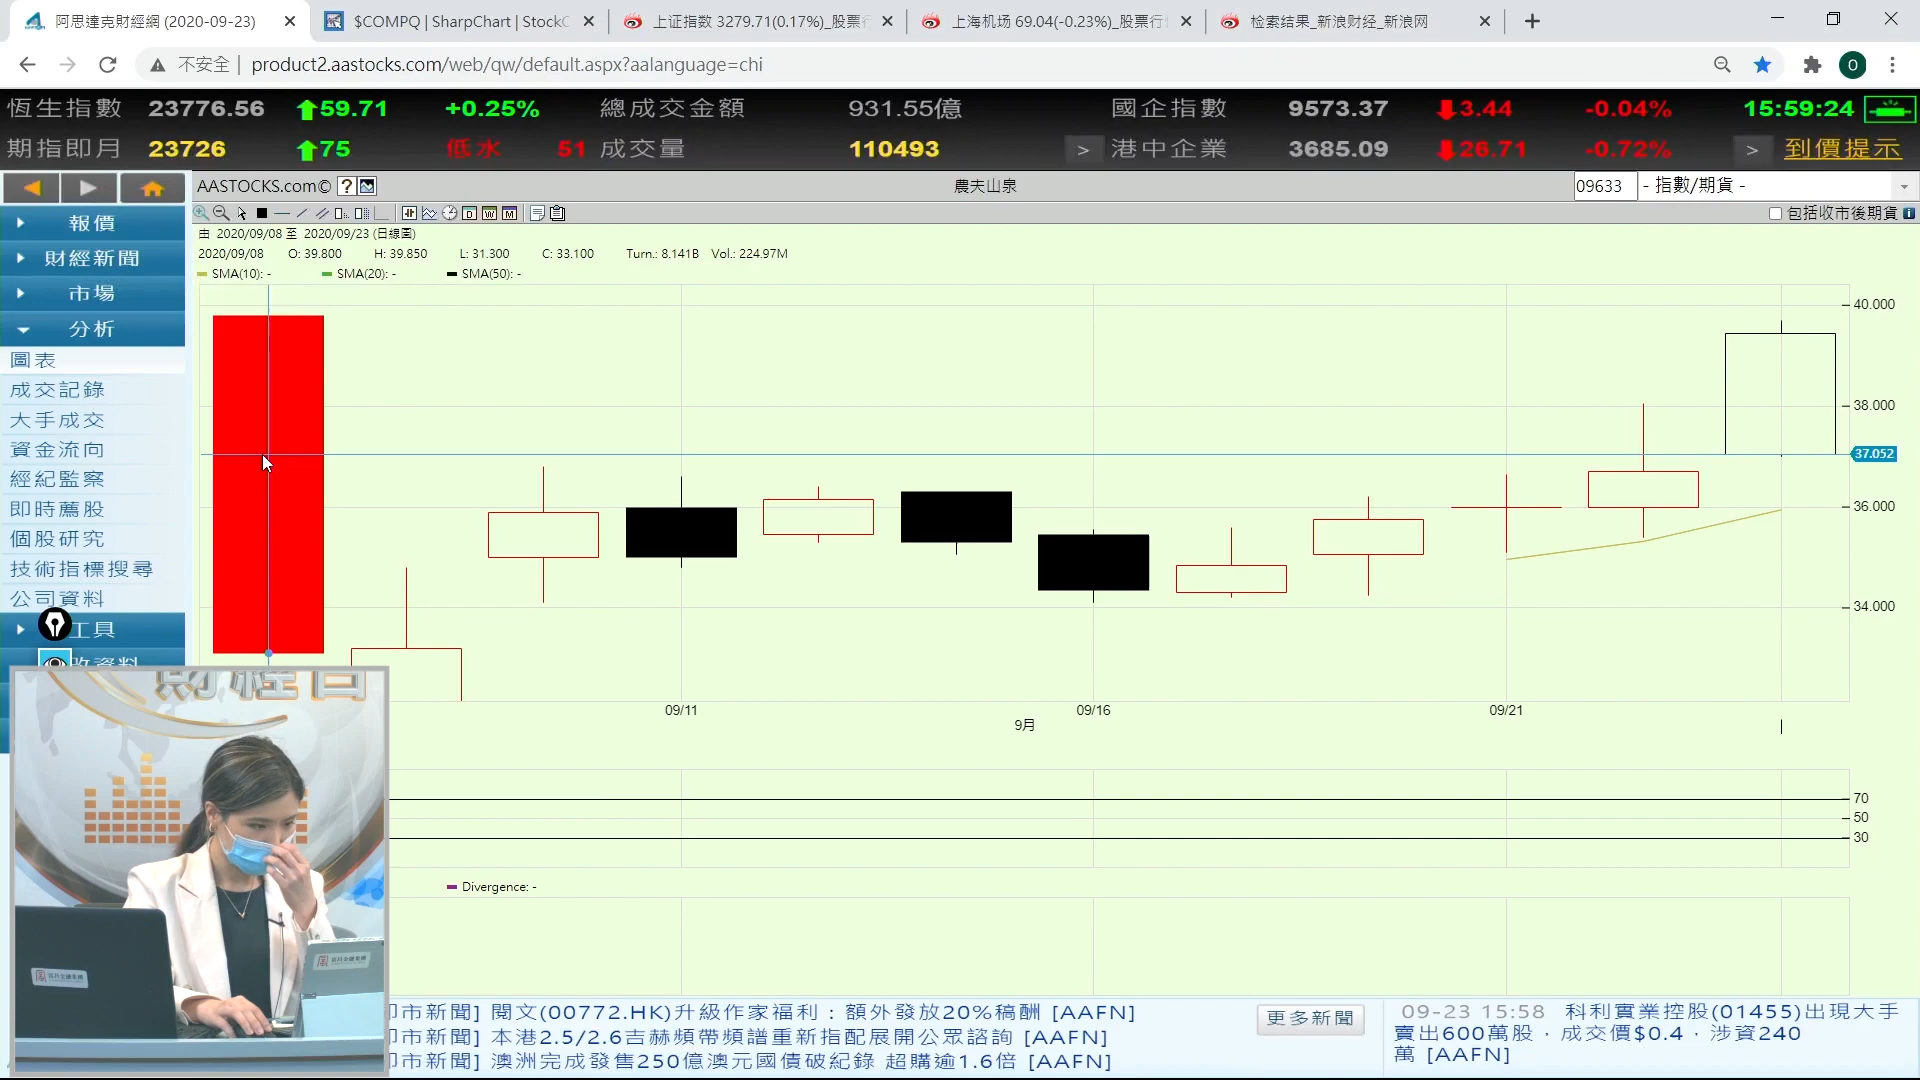 阿思達克財經網 (2020-09-23)
$COMPQ | SharpChart | StockC
上证指数 3279.71(0.17%)_股票行
上海机场 69.04(-0.23%)_股票行
检索结果_新浪财经_新浪网
不安全 | product2.aastocks.com/web/qw/default.aspx?aalanguage=chi
O
恆生指數 23776.56 59.71 +0.25% 總成交金額 931.55億 國企指數 9573.37 3.44 -0.04% 15:59:24
期指即月 23726 75 低水 51 成交量 110493 > 港中企業 3685.09 26.71 -0.72% > 到價提示
AASTOCKS.com© ? 農夫山泉 09633 - 指數/期貨 -
D W M 包括收市後期貨 i
由 2020/09/08 至 2020/09/23 (日線圖)
2020/09/08 O: 39.800 H: 39.850 L: 31.300 C: 33.100 Turn.: 8.141B Vol.: 224.97M
SMA(10): - SMA(20): - SMA(50): -
報價
財經新聞
市場
分析
圖表
成交記錄
大手成交
資金流向
經紀監察
即時薦股
個股研究
技術指標搜尋
公司資料
工具
改資料
40.000
38.000
37.052
36.000
34.000
09/11 09/16 09/21
9月
70
50
30
Divergence: -
財經台
即市新聞] 閱文(00772.HK)升級作家福利：額外發放20%稿酬 [AAFN]
即市新聞] 本港2.5/2.6吉赫頻帶頻譜重新指配展開公眾諮詢 [AAFN]
即市新聞] 澳洲完成發售250億澳元國債破紀錄 超購逾1.6倍 [AAFN]
更多新聞
09-23 15:58 科利實業控股(01455)出現大手
賣出600萬股，成交價$0.4，涉資240
萬 [AAFN]